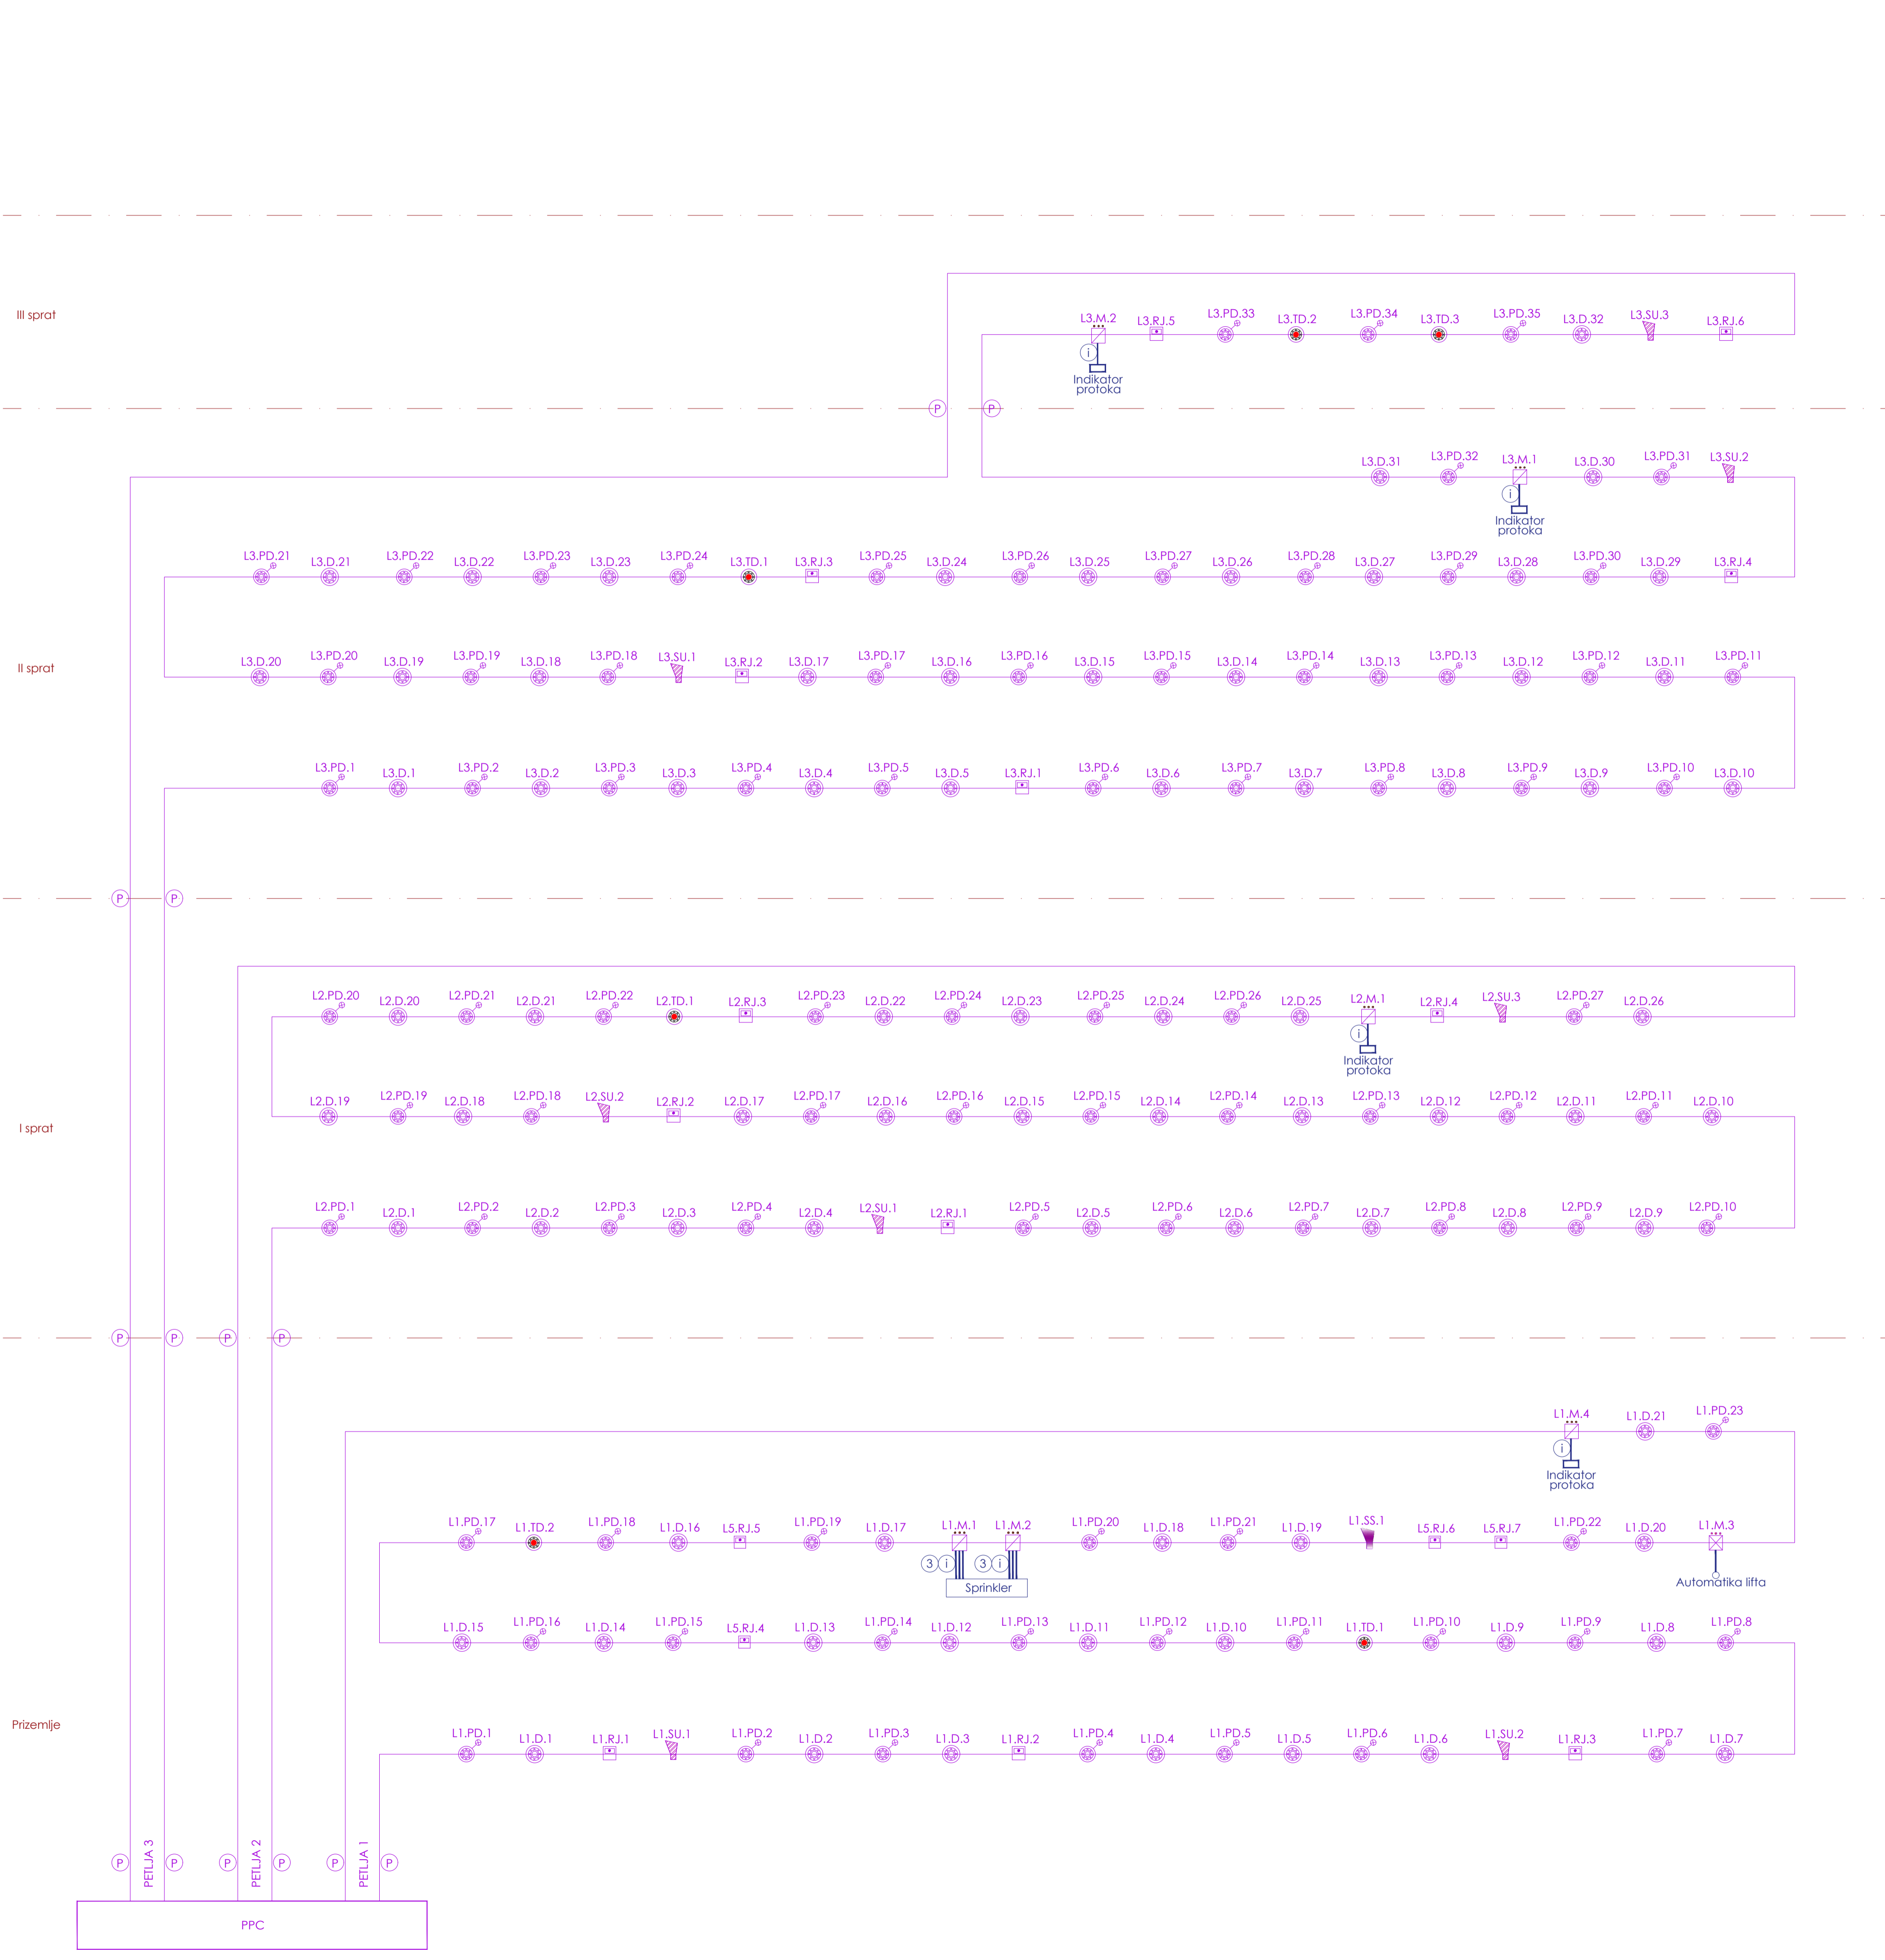 III sprat
L3.M.2 L3.RJ.5 L3.PD.33 L3.TD.2 L3.PD.34 L3.TD.3 L3.PD.35 L3.D.32 L3.SU.3 L3.RJ.6
i
Indikator
protoka
P P
L3.D.31 L3.PD.32 L3.M.1 L3.D.30 L3.PD.31 L3.SU.2
i
Indikator
protoka
L3.PD.21 L3.D.21 L3.PD.22 L3.D.22 L3.PD.23 L3.D.23 L3.PD.24 L3.TD.1 L3.RJ.3 L3.PD.25 L3.D.24 L3.PD.26 L3.D.25 L3.PD.27 L3.D.26 L3.PD.28 L3.D.27 L3.PD.29 L3.D.28 L3.PD.30 L3.D.29 L3.RJ.4
II sprat
L3.D.20 L3.PD.20 L3.D.19 L3.PD.19 L3.D.18 L3.PD.18 L3.SU.1 L3.RJ.2 L3.D.17 L3.PD.17 L3.D.16 L3.PD.16 L3.D.15 L3.PD.15 L3.D.14 L3.PD.14 L3.D.13 L3.PD.13 L3.D.12 L3.PD.12 L3.D.11 L3.PD.11
L3.PD.1 L3.D.1 L3.PD.2 L3.D.2 L3.PD.3 L3.D.3 L3.PD.4 L3.D.4 L3.PD.5 L3.D.5 L3.RJ.1 L3.PD.6 L3.D.6 L3.PD.7 L3.D.7 L3.PD.8 L3.D.8 L3.PD.9 L3.D.9 L3.PD.10 L3.D.10
P P
L2.PD.20 L2.D.20 L2.PD.21 L2.D.21 L2.PD.22 L2.TD.1 L2.RJ.3 L2.PD.23 L2.D.22 L2.PD.24 L2.D.23 L2.PD.25 L2.D.24 L2.PD.26 L2.D.25 L2.M.1 L2.RJ.4 L2.SU.3 L2.PD.27 L2.D.26
i
Indikator
protoka
I sprat
L2.D.19 L2.PD.19 L2.D.18 L2.PD.18 L2.SU.2 L2.RJ.2 L2.D.17 L2.PD.17 L2.D.16 L2.PD.16 L2.D.15 L2.PD.15 L2.D.14 L2.PD.14 L2.D.13 L2.PD.13 L2.D.12 L2.PD.12 L2.D.11 L2.PD.11 L2.D.10
L2.PD.1 L2.D.1 L2.PD.2 L2.D.2 L2.PD.3 L2.D.3 L2.PD.4 L2.D.4 L2.SU.1 L2.RJ.1 L2.PD.5 L2.D.5 L2.PD.6 L2.D.6 L2.PD.7 L2.D.7 L2.PD.8 L2.D.8 L2.PD.9 L2.D.9 L2.PD.10
P P P P
L1.M.4 L1.D.21 L1.PD.23
i
Indikator
protoka
L1.PD.17 L1.TD.2 L1.PD.18 L1.D.16 L5.RJ.5 L1.PD.19 L1.D.17 L1.M.1 L1.M.2 L1.PD.20 L1.D.18 L1.PD.21 L1.D.19 L1.SS.1 L5.RJ.6 L5.RJ.7 L1.PD.22 L1.D.20 L1.M.3
3 i 3 i
Sprinkler
Automatika lifta
L1.D.15 L1.PD.16 L1.D.14 L1.PD.15 L5.RJ.4 L1.D.13 L1.PD.14 L1.D.12 L1.PD.13 L1.D.11 L1.PD.12 L1.D.10 L1.PD.11 L1.TD.1 L1.PD.10 L1.D.9 L1.PD.9 L1.D.8 L1.PD.8
Prizemlje
L1.PD.1 L1.D.1 L1.RJ.1 L1.SU.1 L1.PD.2 L1.D.2 L1.PD.3 L1.D.3 L1.RJ.2 L1.PD.4 L1.D.4 L1.PD.5 L1.D.5 L1.PD.6 L1.D.6 L1.SU.2 L1.RJ.3 L1.PD.7 L1.D.7
P PETLJA 3 P P PETLJA 2 P P PETLJA 1 P
PPC